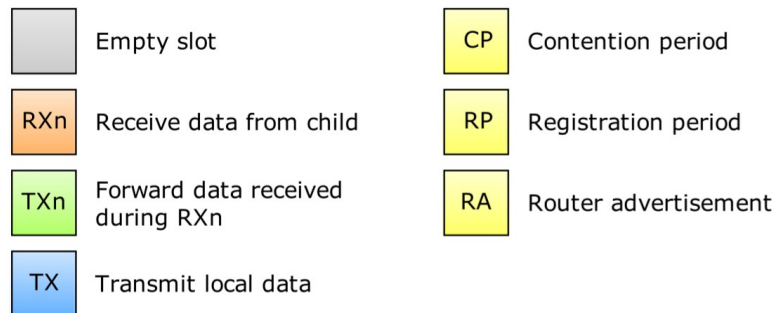 Empty slot
RXn Receive data from child
TXn Forward data received
during RXn
TX Transmit local data
CP Contention period
RP Registration period
RA Router advertisement